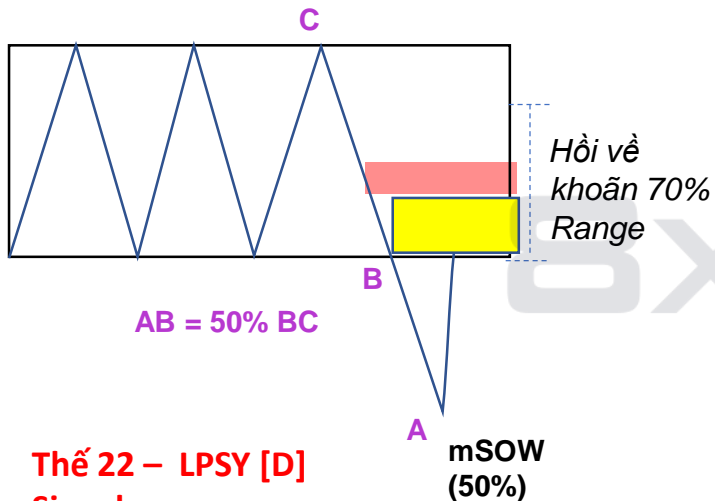 C
Hồi về
khoãn 70%
Range
B
AB = 50% BC
A
mSOW
(50%)
Thế 22 – LPSY [D]